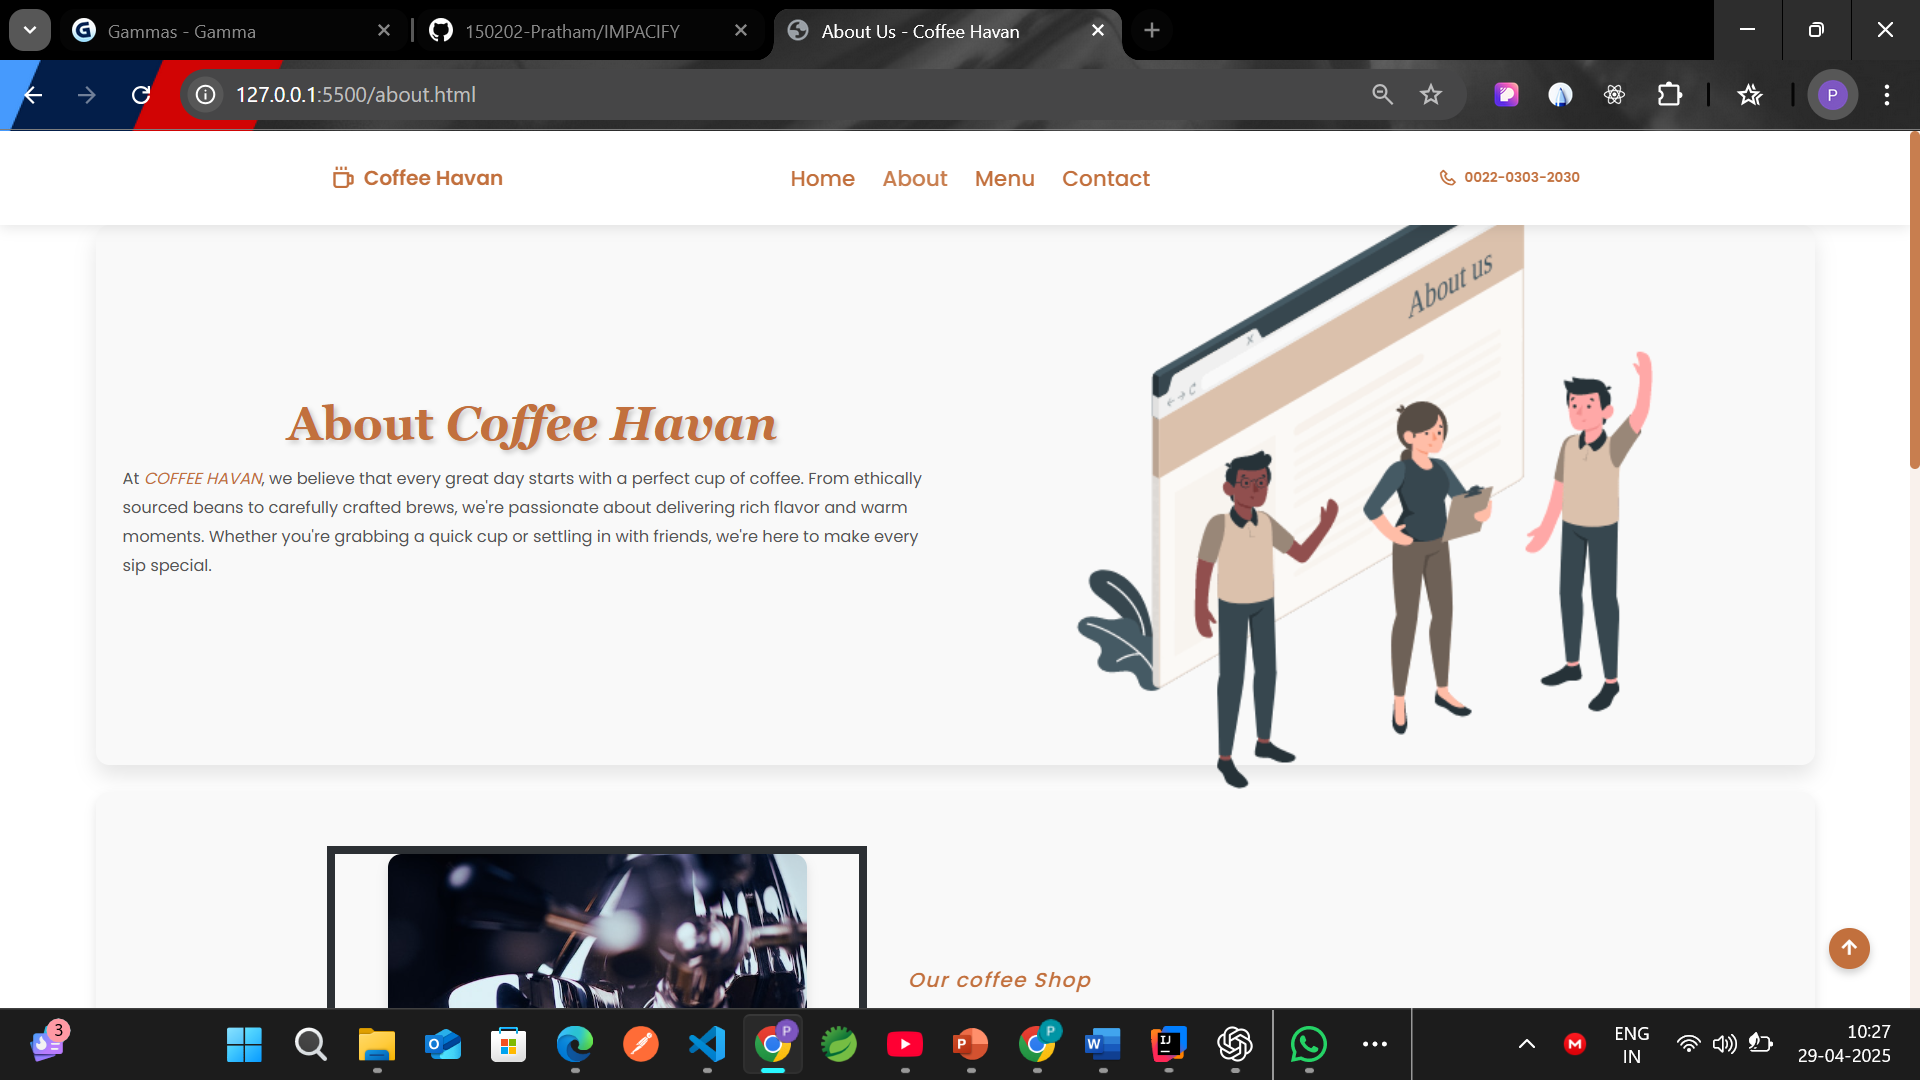 Gammas - Gamma
150202-Pratham/IMPACIFY
About Us - Coffee Havan
127.0.0.1:5500/about.html
P
Coffee Havan
Home
About
Menu
Contact
0022-0303-2030
About us
About Coffee Havan
At COFFEE HAVAN, we believe that every great day starts with a perfect cup of coffee. From ethically
sourced beans to carefully crafted brews, we're passionate about delivering rich flavor and warm
moments. Whether you're grabbing a quick cup or settling in with friends, we're here to make every
sip special.
Our coffee Shop
3
P
P
ENG
IN
10:27
29-04-2025